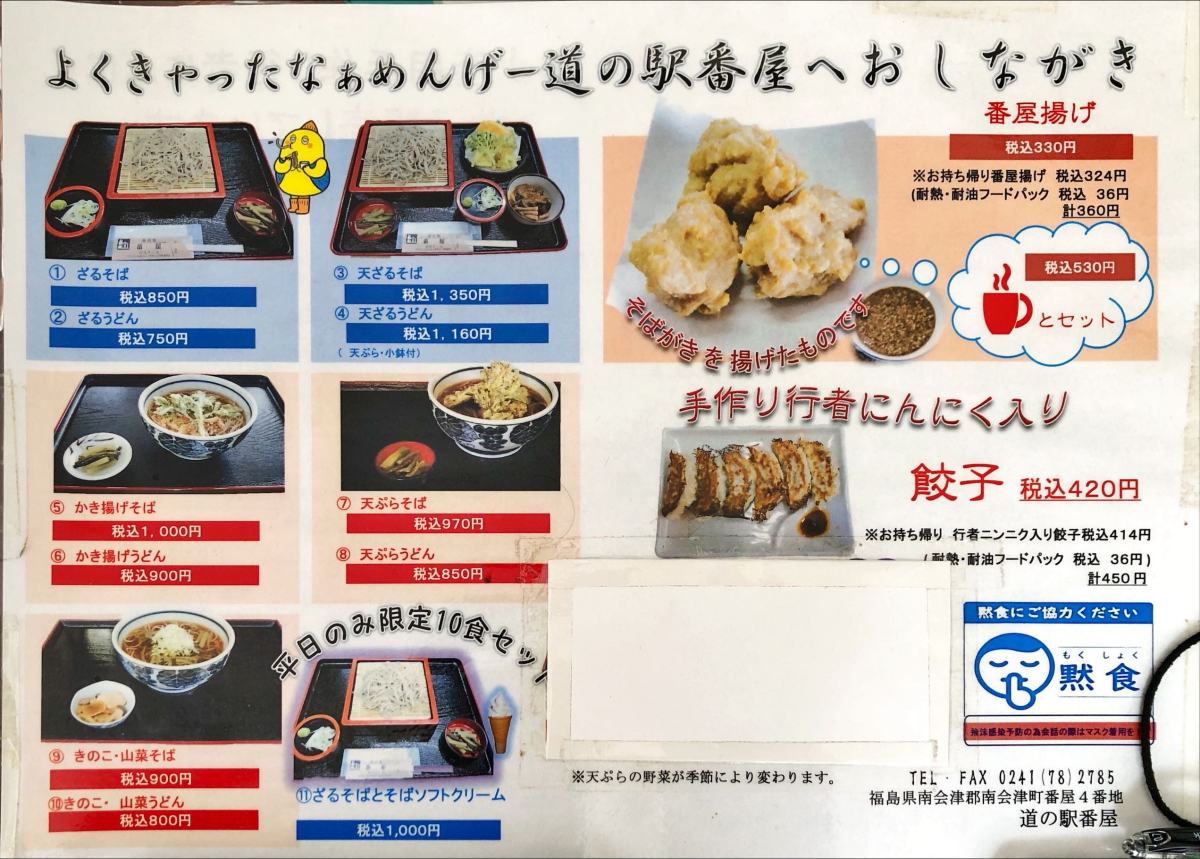 よくきゃったなぁめんげー道の駅番屋へおしながき
① ざるそば
税込850円
② ざるうどん
税込750円
③ 天ざるそば
税込1,350円
④ 天ざるうどん
税込1,160円
( 天ぷら・小鉢付)
⑤ かき揚げそば
税込1,000円
⑥ かき揚げうどん
税込900円
⑦ 天ぷらそば
税込970円
⑧ 天ぷらうどん
税込850円
⑨ きのこ・山菜そば
税込900円
⑩きのこ・ 山菜うどん
税込800円
平日のみ限定10食セット
⑪ざるそばとそばソフトクリーム
税込1,000円
番屋揚げ
税込330円
※お持ち帰り番屋揚げ 税込324円
(耐熱・耐油フードパック 税込 36円
計360円
税込530円
とセット
そばがきを揚げたものです
手作り行者にんにく入り
餃子 税込420円
※お持ち帰り 行者ニンニク入り餃子税込414円
(耐熱・耐油フードパック 税込 36円)
計450円
黙食にご協力ください
もくしょく
黙食
飛沫感染予防の為会話の際はマスク着用を
※天ぷらの野菜が季節により変わります。
TEL・FAX 0241(78)2785
福島県南会津郡南会津町番屋4番地
道の駅番屋